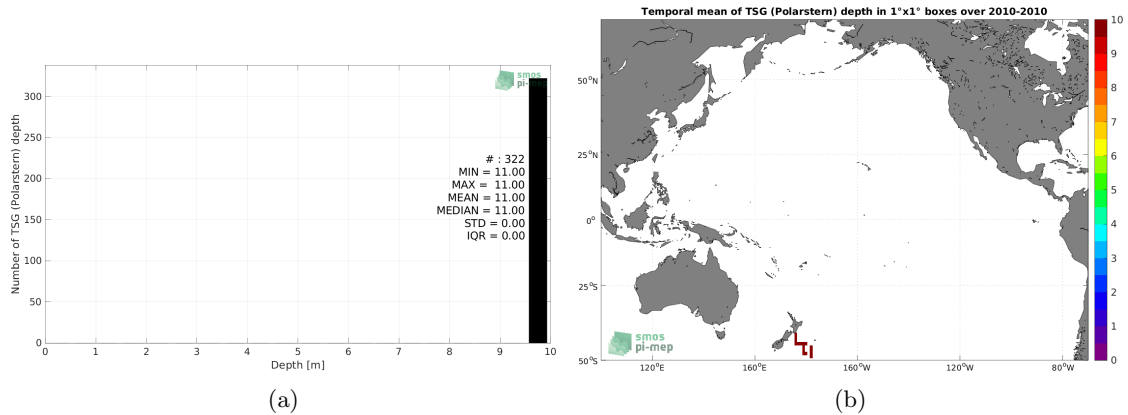 smos
pi-mep
300
250
200
150
100
50
0
Number of TSG (Polarstern) depth
# : 322
MIN = 11.00
MAX = 11.00
MEAN = 11.00
MEDIAN = 11.00
STD = 0.00
IQR = 0.00
0 1 2 3 4 5 6 7 8 9 10
Depth [m]
(a)
Temporal mean of TSG (Polarstern) depth in 1°x1° boxes over 2010-2010
50°N
25°N
0°
25°S
50°S
smos
pi-mep
120°E 140°E 160°E 180°W 160°W 140°W 120°W 100°W 80°W
10
9
8
7
6
5
4
3
2
1
0
(b)